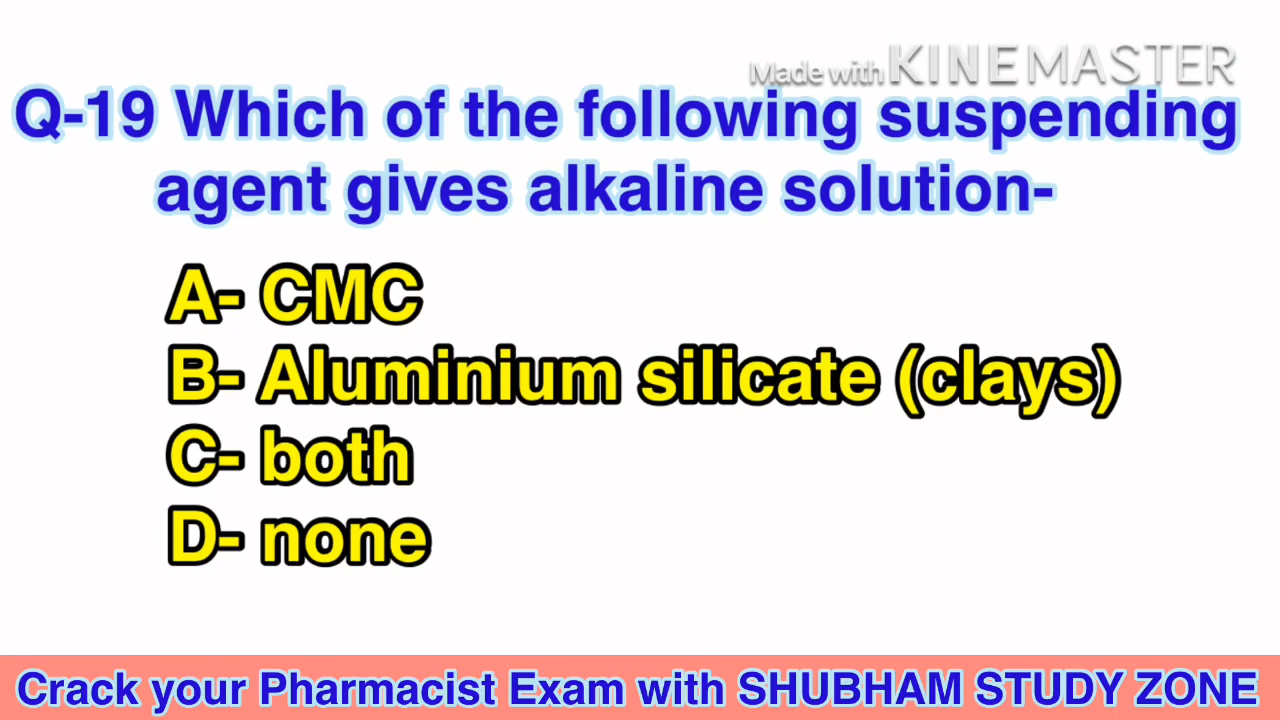 Made with KINEMASTER
Q-19 Which of the following suspending
agent gives alkaline solution-
A- CMC
B- Aluminium silicate (clays)
C- both
D- none
Crack your Pharmacist Exam with SHUBHAM STUDY ZONE